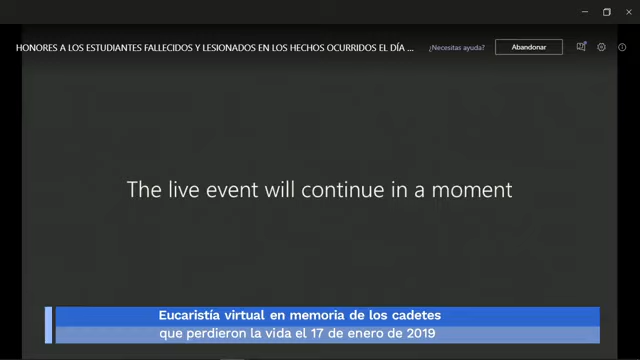 HONORES A LOS ESTUDIANTES FALLECIDOS Y LESIONADOS EN LOS HECHOS OCURRIDOS EL DÍA ...
¿Necesitas ayuda?
Abandonar
The live event will continue in a moment
Eucaristía virtual en memoria de los cadetes
que perdieron la vida el 17 de enero de 2019